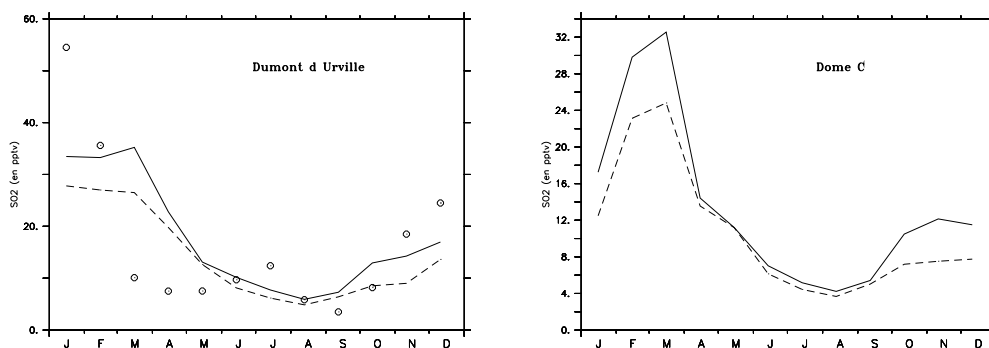 60.
Dumont d Urville
40.
SO2 (en pptv)
20.
0.
J F M A M J J A S O N D
32.
Dome C
28.
24.
20.
SO2 (en pptv)
16.
12.
8.
4.
0.
J F M A M J J A S O N D